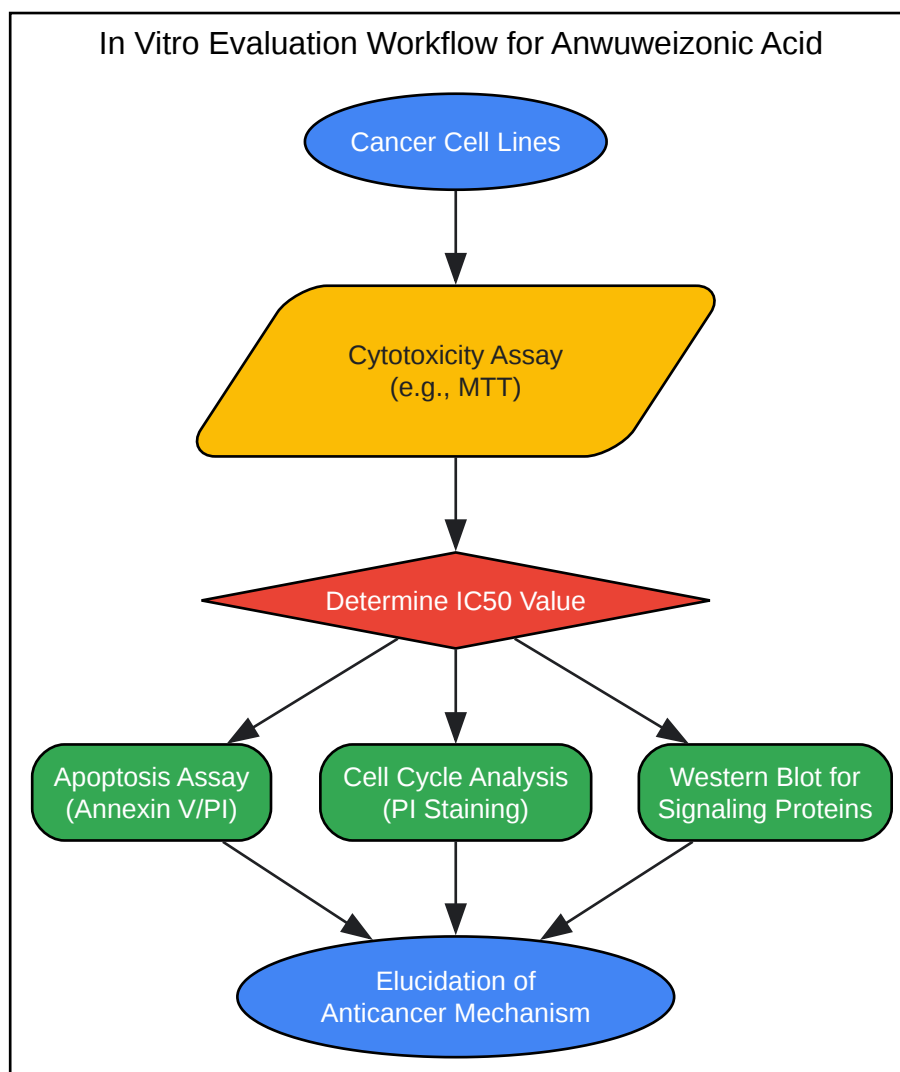 In Vitro Evaluation Workflow for Anwuweizonic Acid
Cancer Cell Lines
Cytotoxicity Assay
(e.g., MTT)
Determine IC50 Value
Apoptosis Assay
(Annexin V/PI)
Cell Cycle Analysis
(PI Staining)
Western Blot for
Signaling Proteins
Elucidation of
Anticancer Mechanism